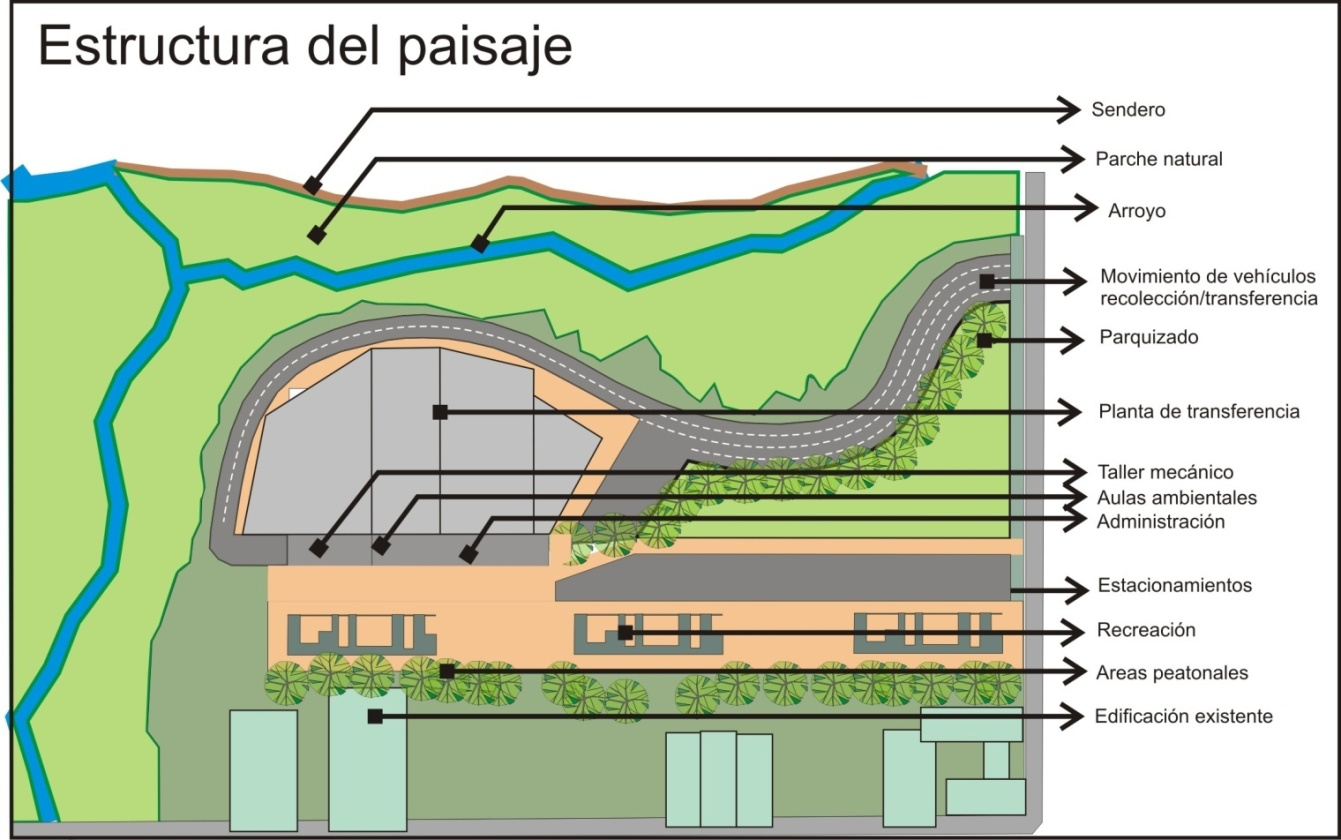 Estructura del paisaje
Sendero
Parche natural
Arroyo
Movimiento de vehículos
recolección/transferencia
Parquizado
Planta de transferencia
Taller mecánico
Aulas ambientales
Administración
Estacionamientos
Recreación
Areas peatonales
Edificación existente